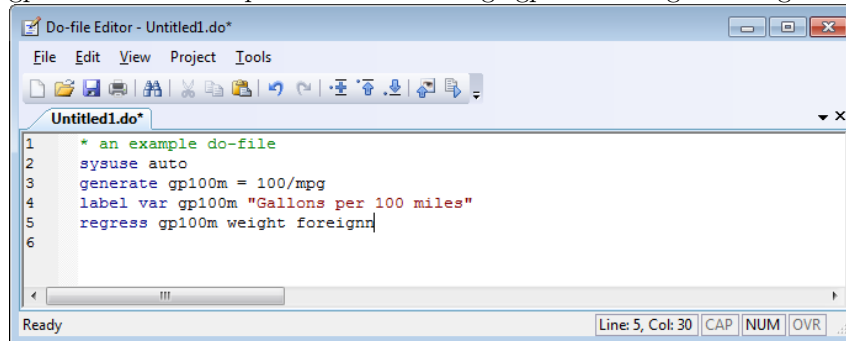 Do-file Editor - Untitled1.do*
File Edit View Project Tools
Untitled1.do*
1 * an example do-file
2 sysuse auto
3 generate gp100m = 100/mpg
4 label var gp100m "Gallons per 100 miles"
5 regress gp100m weight foreignn
6
Ready Line: 5, Col: 30 CAP NUM OVR